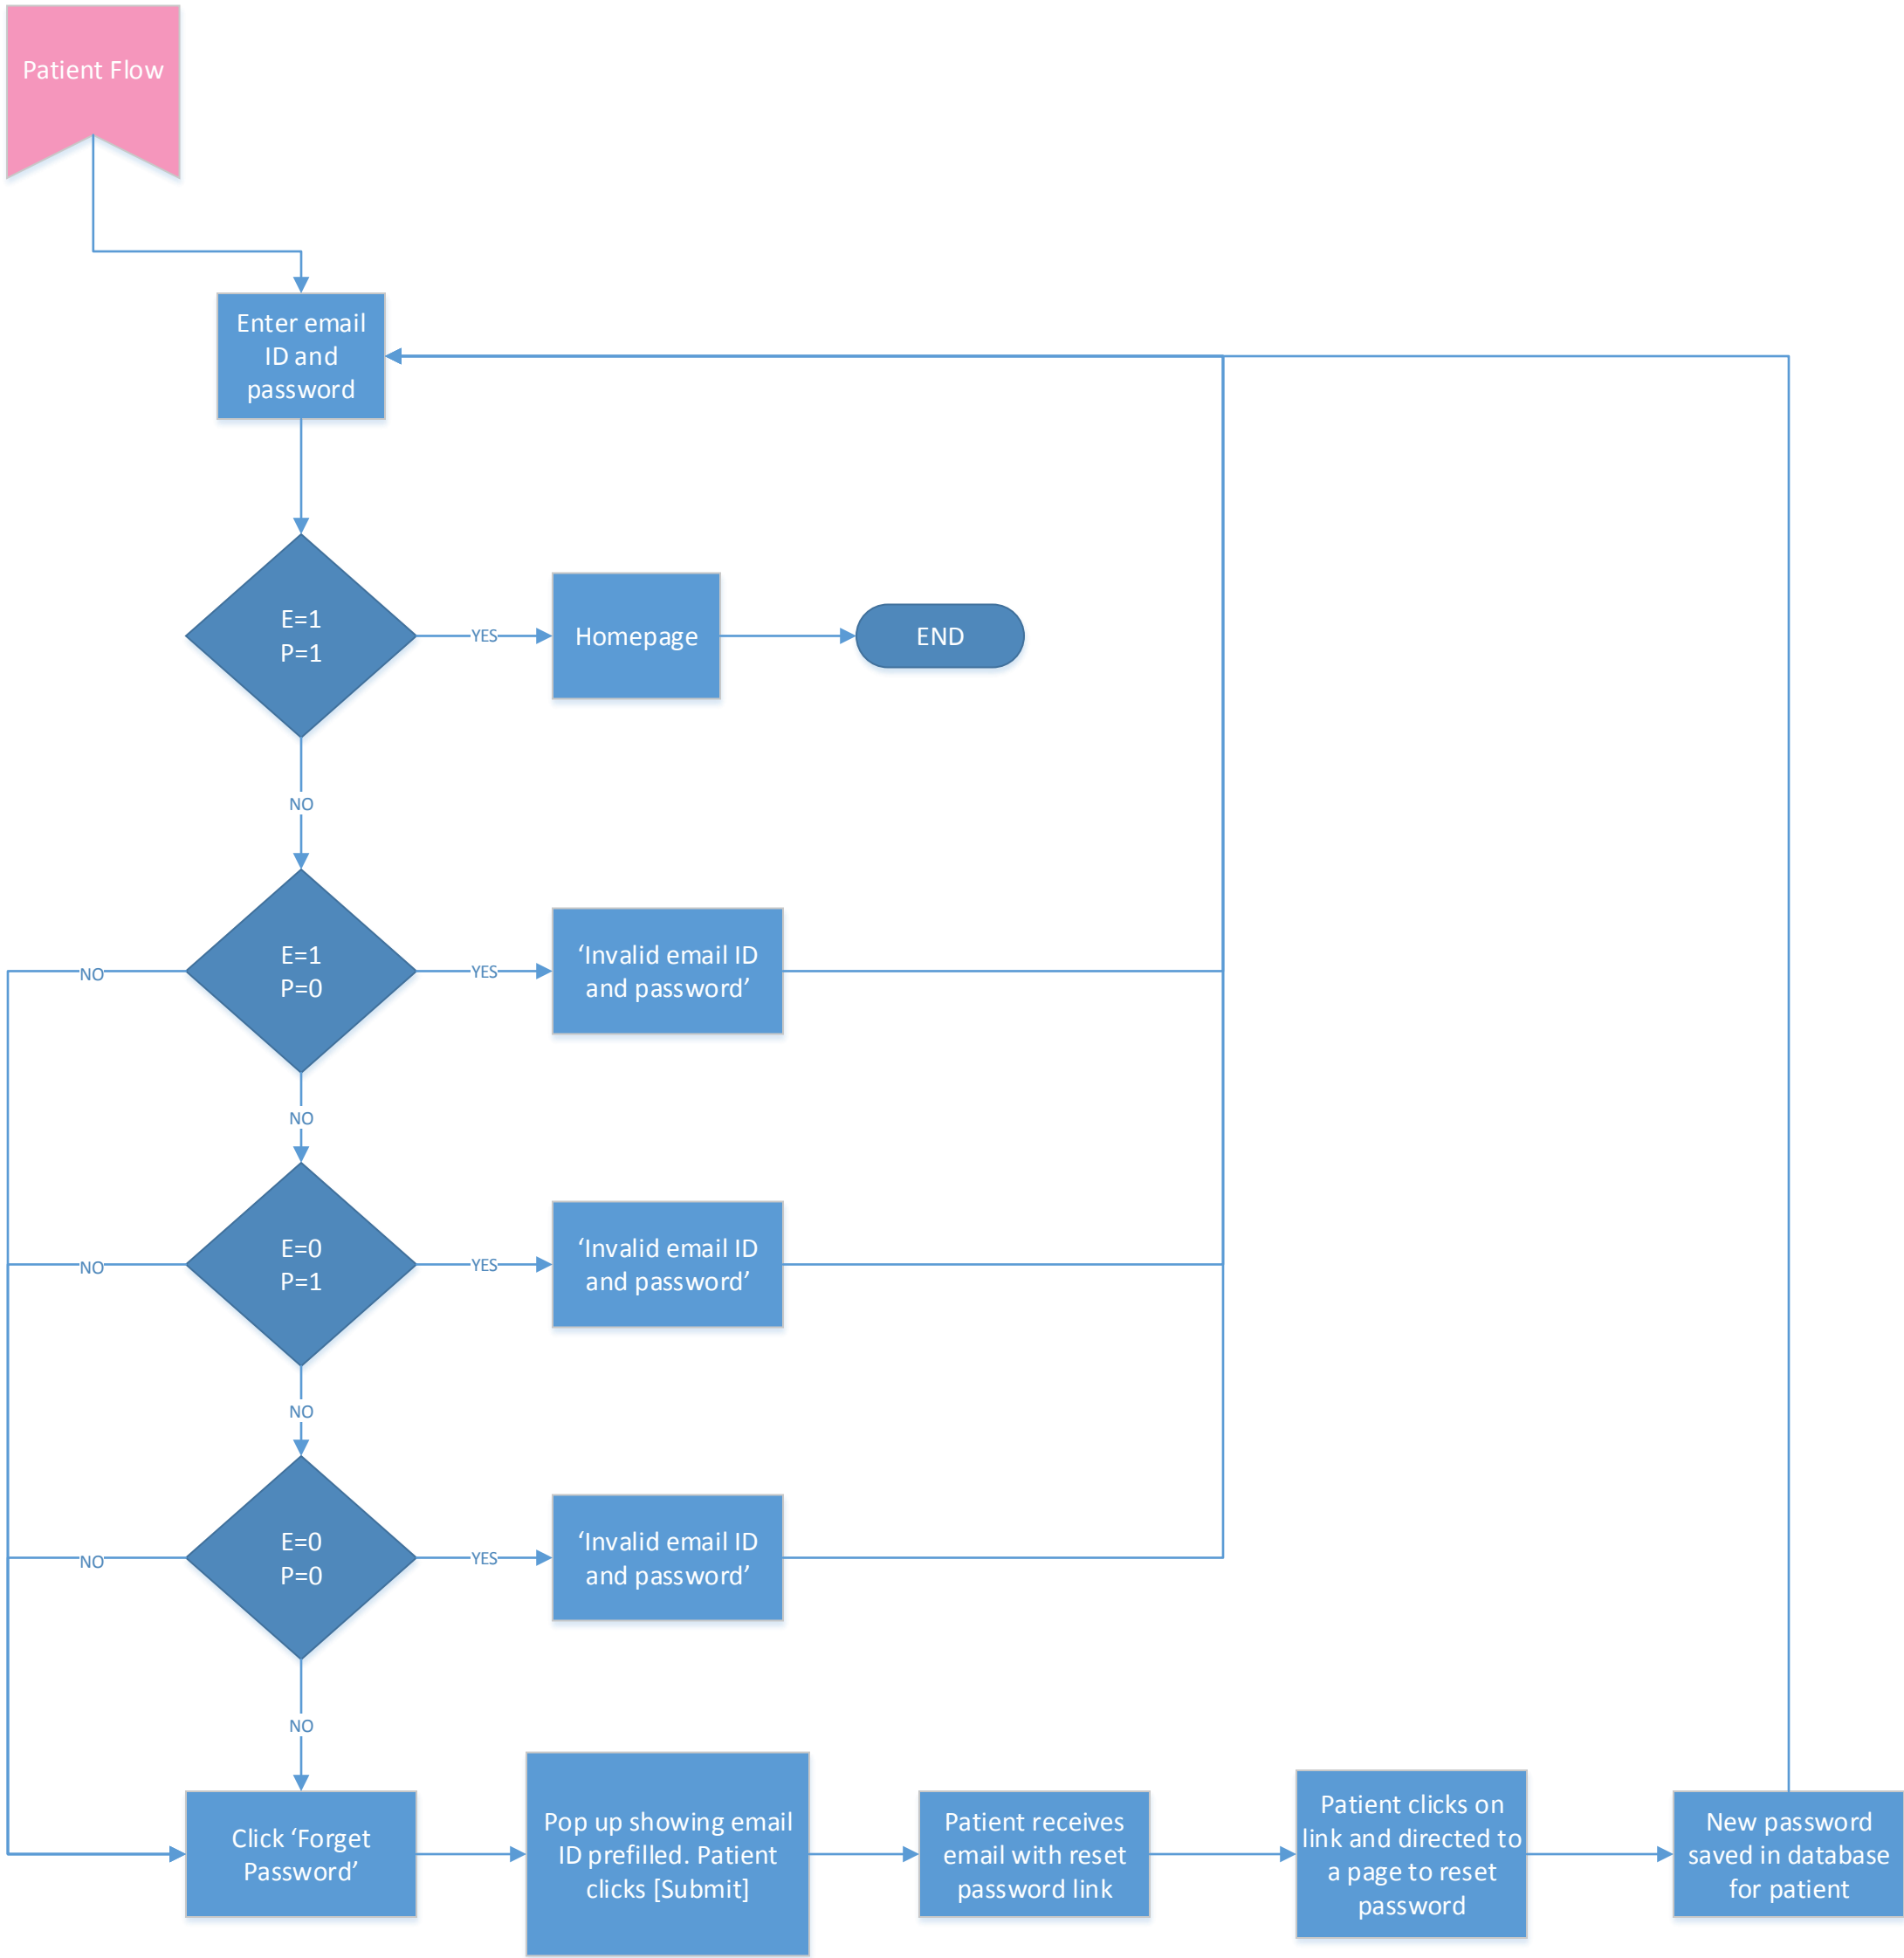 Patient Flow
Enter email
ID and
password
E=1
P=1
YES
Homepage
END
NO
E=1
P=0
NO
YES
‘Invalid email ID
and password’
NO
E=0
P=1
NO
YES
‘Invalid email ID
and password’
NO
E=0
P=0
NO
YES
‘Invalid email ID
and password’
NO
Click ‘Forget
Password’
Pop up showing email
ID prefilled. Patient
clicks [Submit]
Patient receives
email with reset
password link
Patient clicks on
link and directed to
a page to reset
password
New password
saved in database
for patient